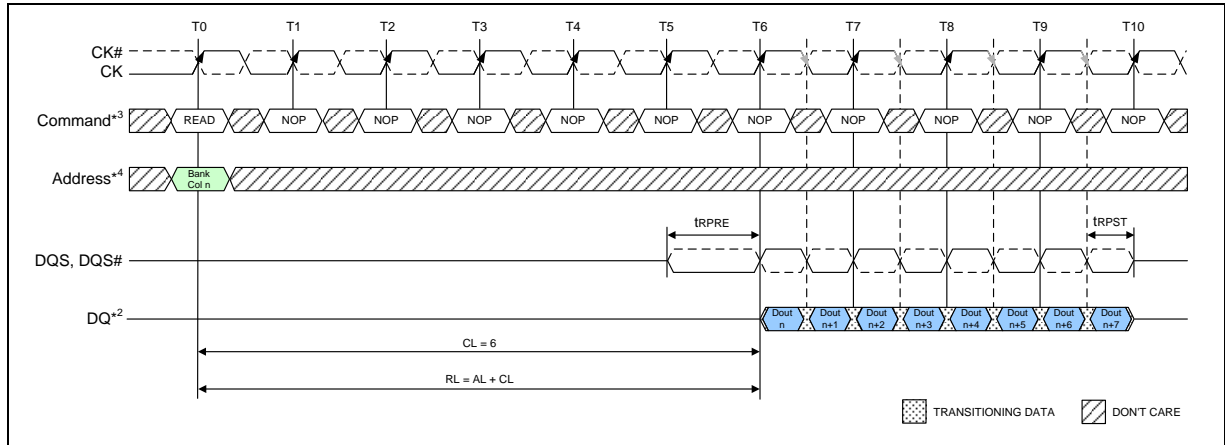 T0 T1 T2 T3 T4 T5 T6 T7 T8 T9 T10
CK#
CK
Command*3 READ NOP NOP NOP NOP NOP NOP NOP NOP NOP NOP
Address*4 Bank
Col n
tRPRE tRPST
DQS, DQS#
DQ*2 Dout Dout Dout Dout Dout Dout Dout Dout
n n+1 n+2 n+3 n+4 n+5 n+6 n+7
CL = 6
RL = AL + CL
TRANSITIONING DATA DON'T CARE